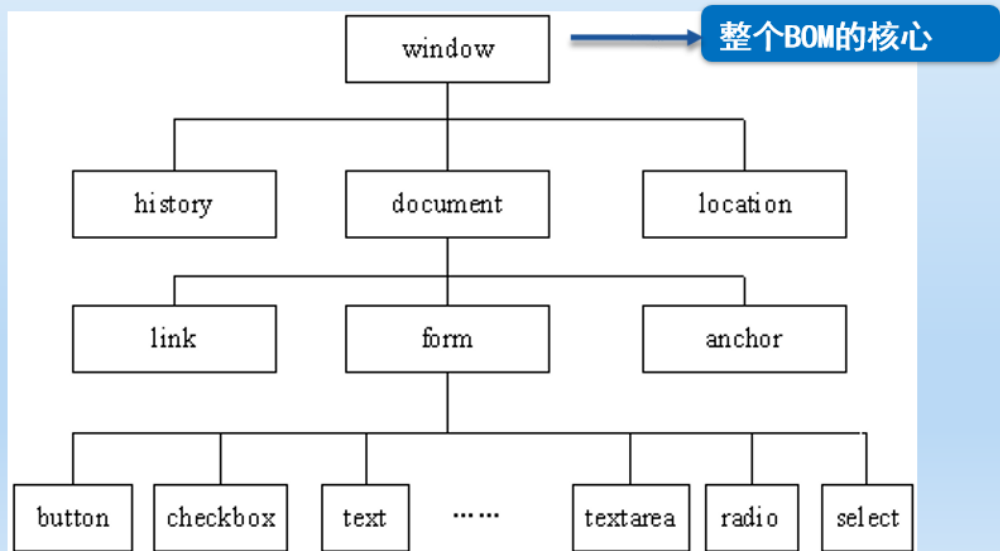 window
整个BOM的核心
history
document
location
link
form
anchor
button
checkbox
text
······
textarea
radio
select